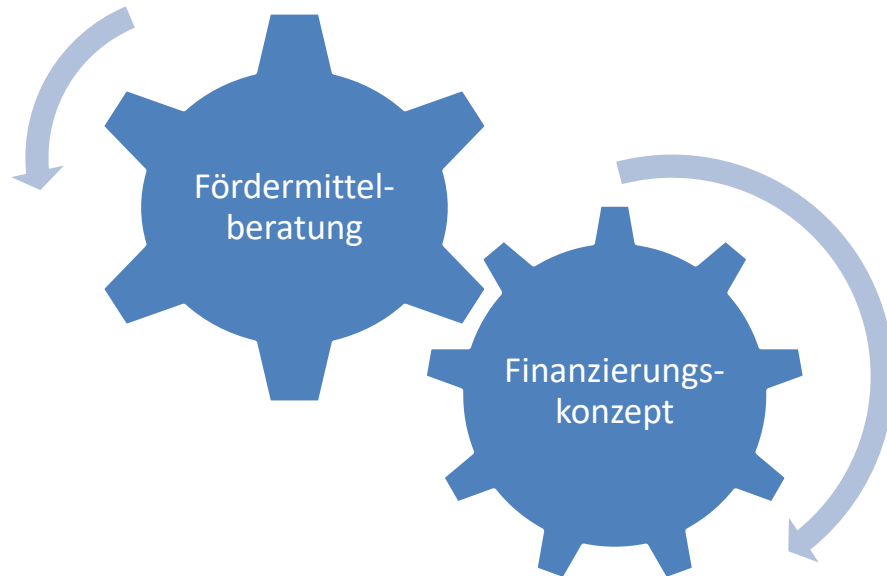 Fördermittel-
beratung
Finanzierungs-
konzept